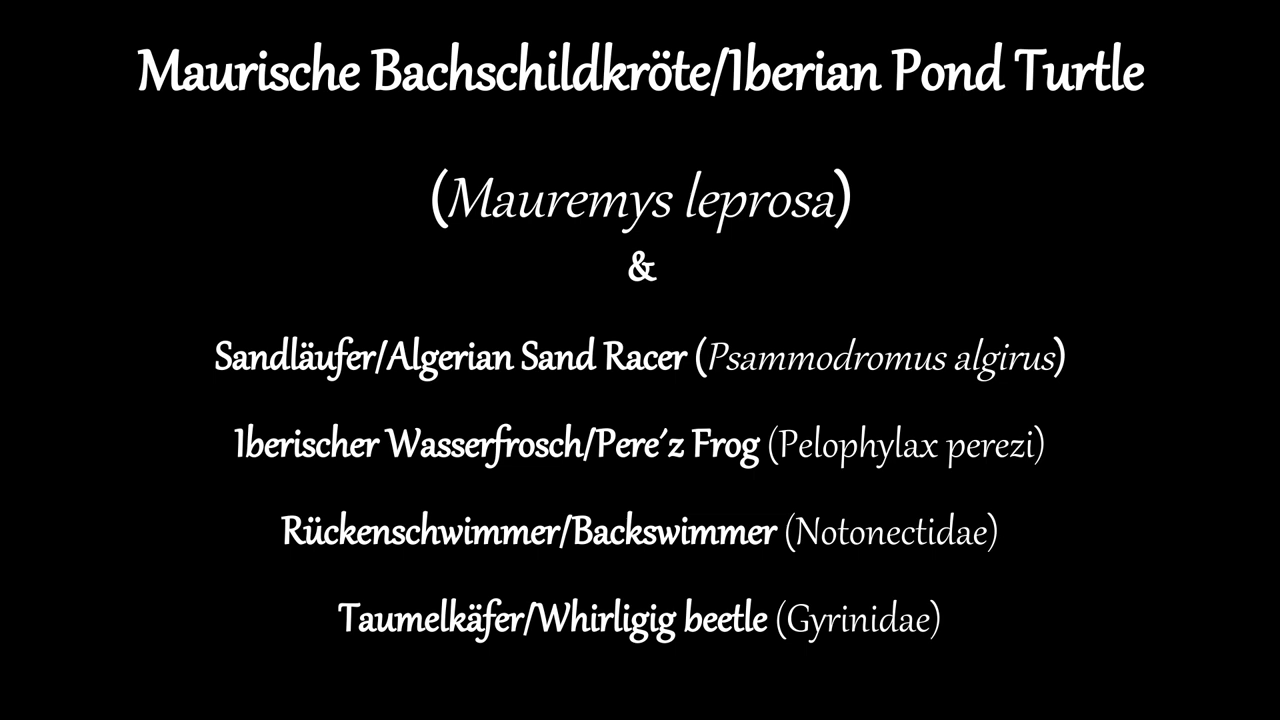 Maurische Bachschildkröte/Iberian Pond Turtle
(Mauremys leprosa)
&
Sandläufer/Algerian Sand Racer (Psammodromus algirus)
Iberischer Wasserfrosch/Pere´z Frog (Pelophylax perezi)
Rückenschwimmer/Backswimmer (Notonectidae)
Taumelkäfer/Whirligig beetle (Gyrinidae)